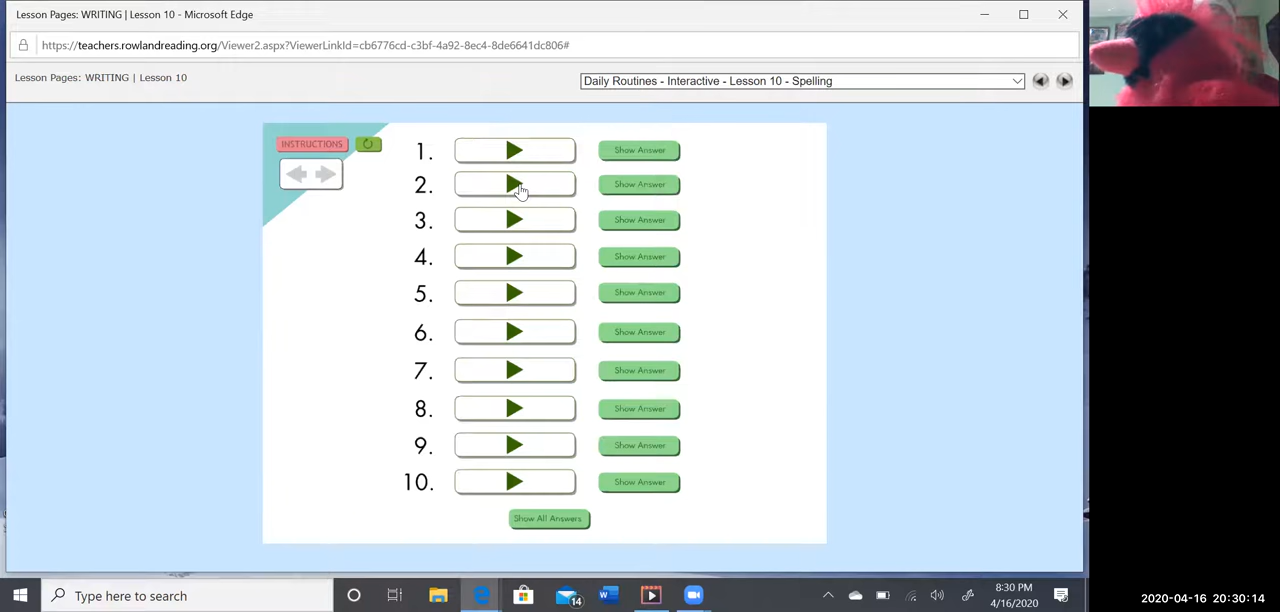 Lesson Pages: WRITING | Lesson 10 - Microsoft Edge
https://teachers.rowlandreading.org/Viewer2.aspx?ViewerLinkId=cb6776cd-c3bf-4a92-8ec4-8de6641dc806#
Lesson Pages: WRITING | Lesson 10
Daily Routines - Interactive - Lesson 10 - Spelling
INSTRUCTIONS
1. Show Answer
2. Show Answer
3. Show Answer
4. Show Answer
5. Show Answer
6. Show Answer
7. Show Answer
8. Show Answer
9. Show Answer
10. Show Answer
Show All Answers
Type here to search
14
8:30 PM
4/16/2020
2020-04-16 20:30:14